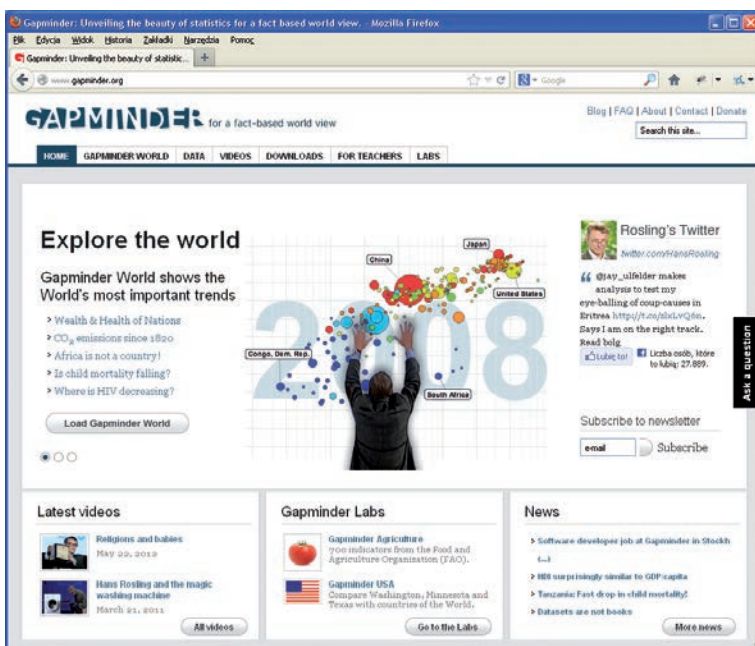 Gapminder: Unveiling the beauty of statistics for a fact based world view. - Mozilla Firefox
Plik Edycja Widok Historia Zakładki Narzędzia Pomoc
Gapminder: Unveiling the beauty of statistic...
www.gapminder.org
Google
GAPMINDER for a fact-based world view
Blog | FAQ | About | Contact | Donate
Search this site...
HOME GAPMINDER WORLD DATA VIDEOS DOWNLOADS FOR TEACHERS LABS
Explore the world
Gapminder World shows the
World's most important trends
Wealth & Health of Nations
CO2 emissions since 1820
Africa is not a country!
Is child mortality falling?
Where is HIV decreasing?
Load Gapminder World
2008
Japan
China
United States
Congo, Dem. Rep.
South Africa
Rosling's Twitter
twitter.com/HansRosling
@jay_ulfelder makes
analysis to test my
eye-balling of coup-causes in
Eritrea
Says I am on the right track.
Read bolg
Lubię to!
Liczba osób, które
to lubią: 27.889.
Ask a question
Subscribe to newsletter
e-mail
Subscribe
Latest videos
Religions and babies
May 22, 2012
Hans Rosling and the magic
washing machine
March 21, 2011
All videos
Gapminder Labs
Gapminder Agriculture
700 indicators from the Food and
Agriculture Organization (FAO).
Gapminder USA
Compare Washington, Minnesota and
Texas with countries of the World.
Go to the Labs
News
Software developer job at Gapminder in Stockh
(...)
HDI surprisingly similar to GDP/capita
Tanzania: Fast drop in child mortality!
Datasets are not books
More news